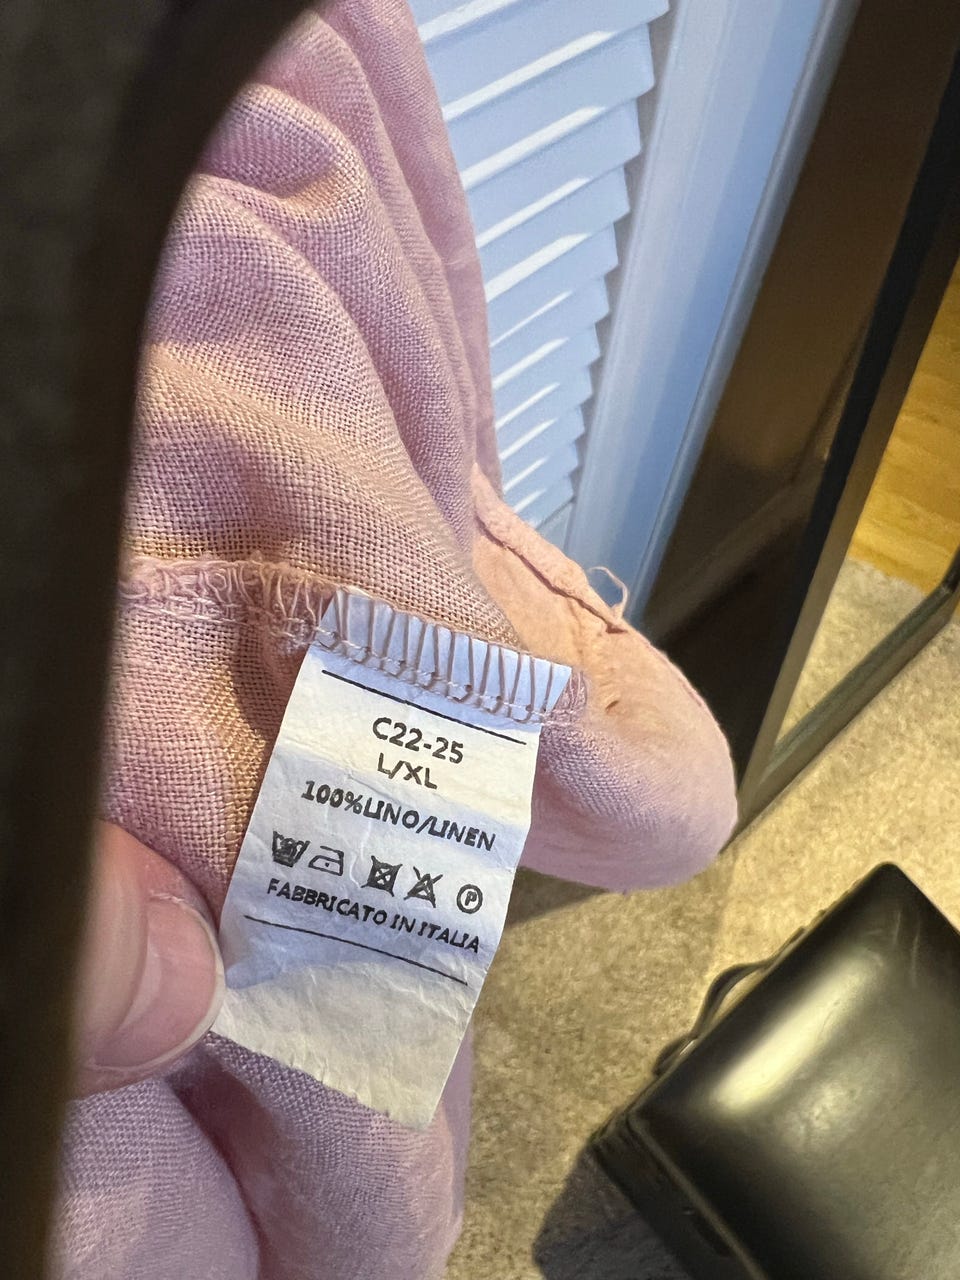 C22-25
L/XL
100%LINO/LINEN
P
FABBRICATO IN ITALIA